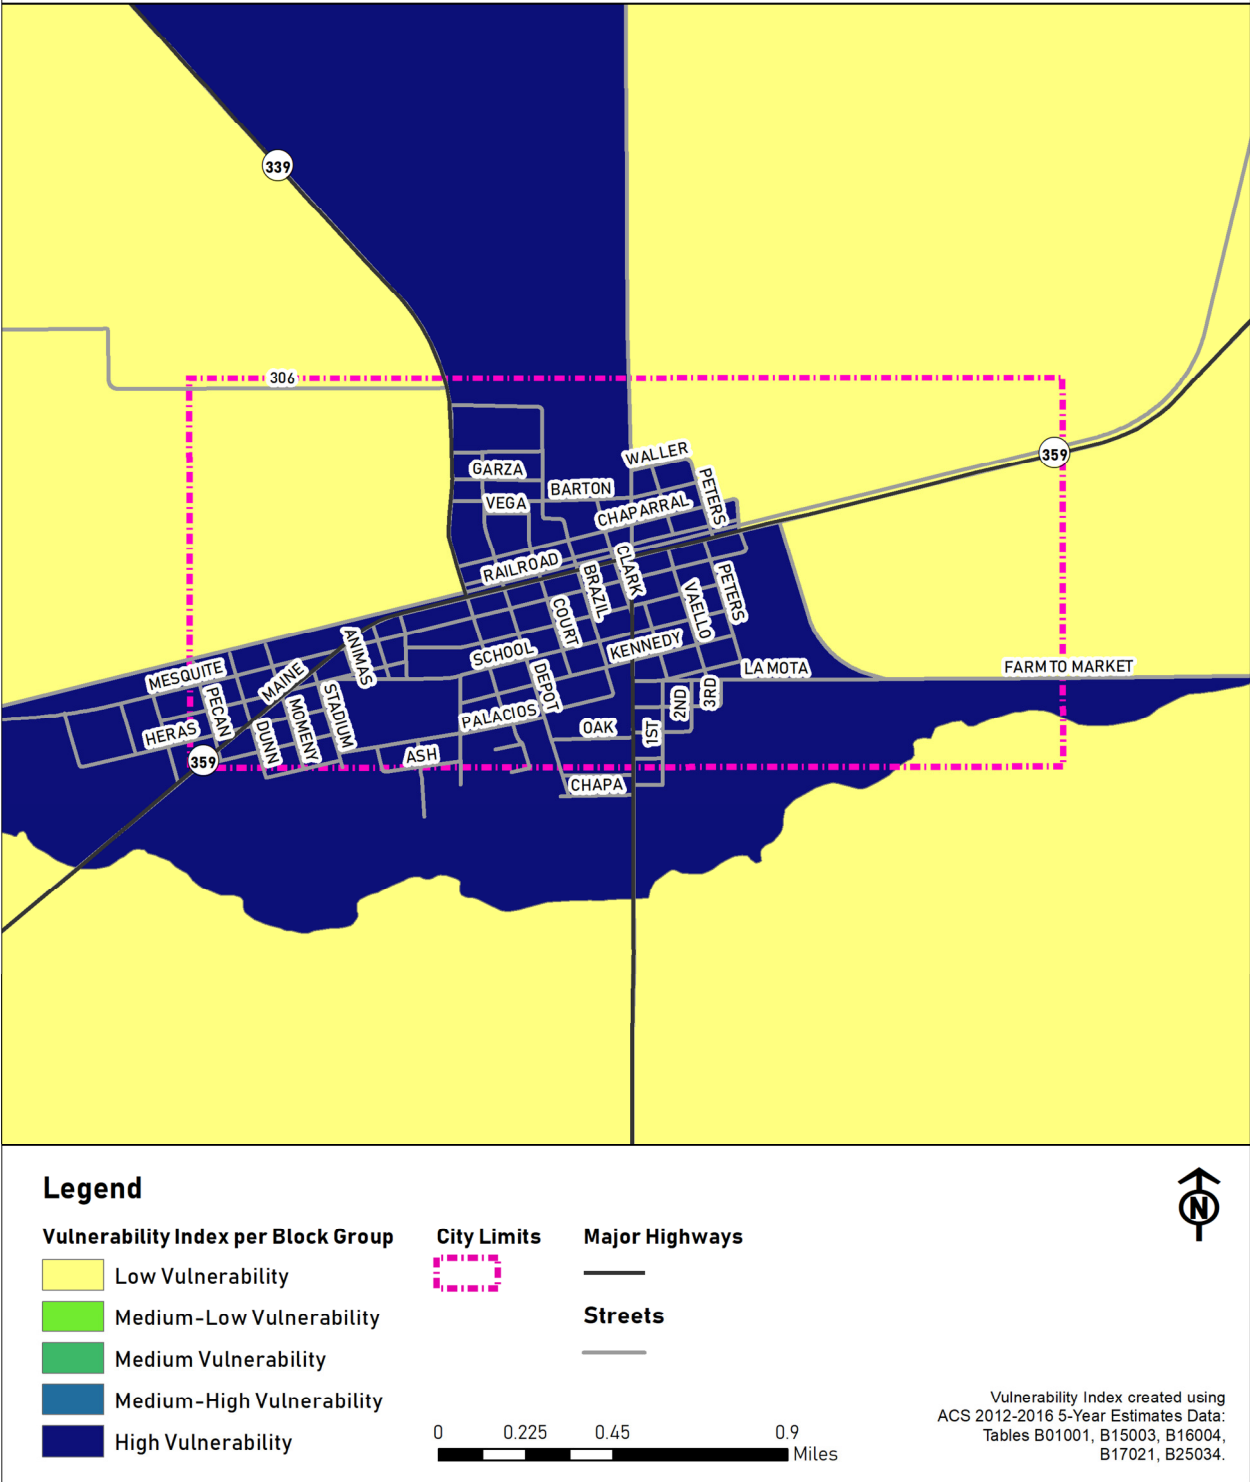 339
306
359
WALLER
GARZA
PETERS
BARTON
VEGA
CHAPARRAL
RAILROAD
CLARK
BRAZIL
PETERS
VAELLO
COURT
ANIMAS
KENNEDY
SCHOOL
LA MOTA
FARM TO MARKET
MESQUITE
MAINE
DEPOT
PECAN
STADIUM
2ND
3RD
MOMENY
PALACIOS
HERAS
DUNN
OAK
1ST
359
ASH
CHAPA
Legend
Vulnerability Index per Block Group
Low Vulnerability
Medium-Low Vulnerability
Medium Vulnerability
Medium-High Vulnerability
High Vulnerability
City Limits
Major Highways
Streets
N
0 0.225 0.45 0.9
Miles
Vulnerability Index created using
ACS 2012-2016 5-Year Estimates Data:
Tables B01001, B15003, B16004,
B17021, B25034.